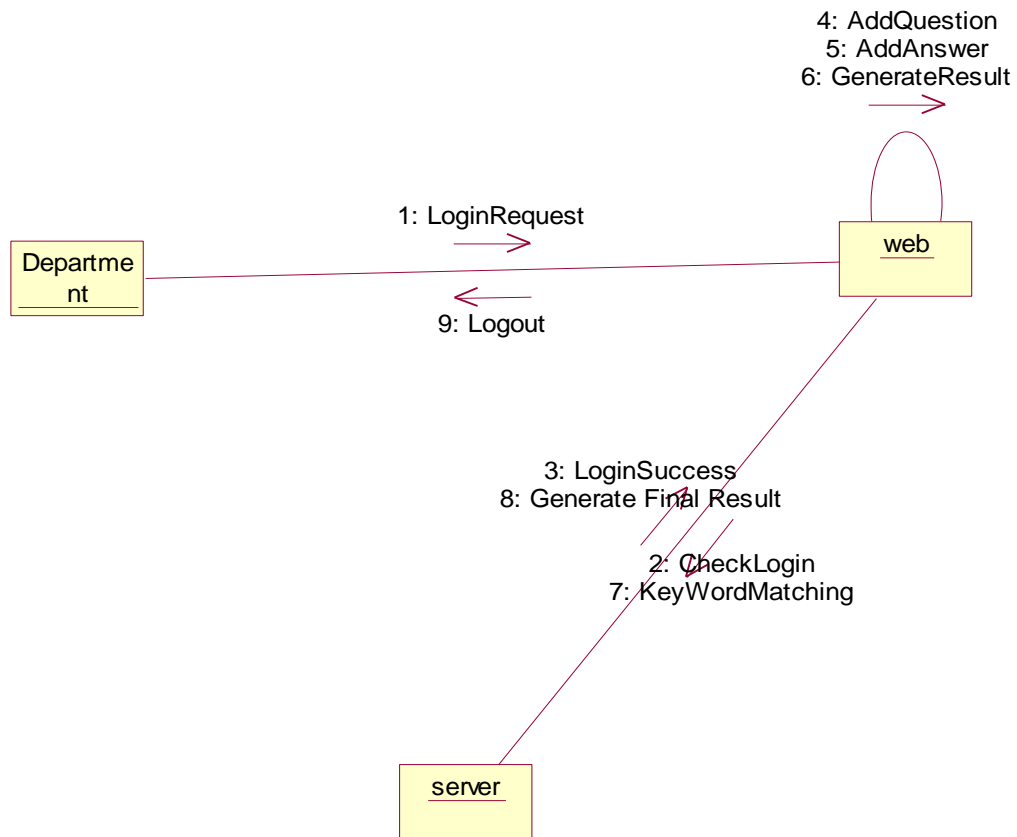 4: AddQuestion
5: AddAnswer
6: GenerateResult
1: LoginRequest
web
Departme
nt
9: Logout
3: LoginSuccess
8: Generate Final Result
2: CheckLogin
7: KeyWordMatching
server